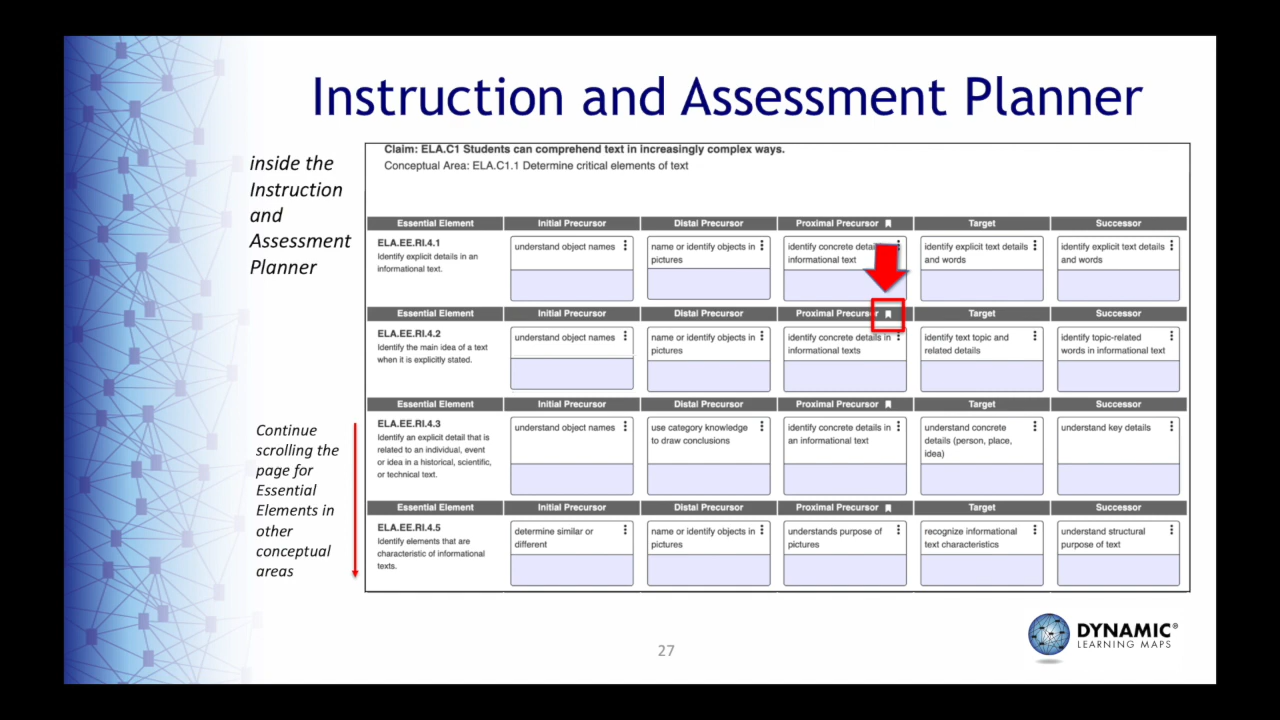 Instruction and Assessment Planner
inside the
Instruction
and
Assessment
Planner
Claim: ELA.C1 Students can comprehend text in increasingly complex ways.
Conceptual Area: ELA.C1.1 Determine critical elements of text
Essential Element Initial Precursor Distal Precursor Proximal Precursor Target Successor
ELA.EE.RI.4.1
Identify explicit details in an
informational text.
understand object names
name or identify objects in
pictures
identify concrete
informational text
identify explicit text details
and words
identify explicit text details
and words
Essential Element Initial Precursor Distal Precursor Proximal Precursor Target Successor
ELA.EE.RI.4.2
Identify the main idea of a text
when it is explicitly stated.
understand object names
name or identify objects in
pictures
identify concrete details in
informational texts
identify text topic and
related details
identify topic-related
words in informational text
Essential Element Initial Precursor Distal Precursor Proximal Precursor Target Successor
ELA.EE.RI.4.3
Identify an explicit detail that is
related to an individual, event
or idea in a historical, scientific,
or technical text.
understand object names
use category knowledge
to draw conclusions
identify concrete details in
an informational text
understand concrete
details (person, place,
idea)
understand key details
Essential Element Initial Precursor Distal Precursor Proximal Precursor Target Successor
ELA.EE.RI.4.5
Identify elements that are
characteristic of informational
texts.
determine similar or
different
name or identify objects in
pictures
understands purpose of
pictures
recognize informational
text characteristics
understand structural
purpose of text
Continue
scrolling the
page for
Essential
Elements in
other
conceptual
areas
27
DYNAMIC®
LEARNING MAPS